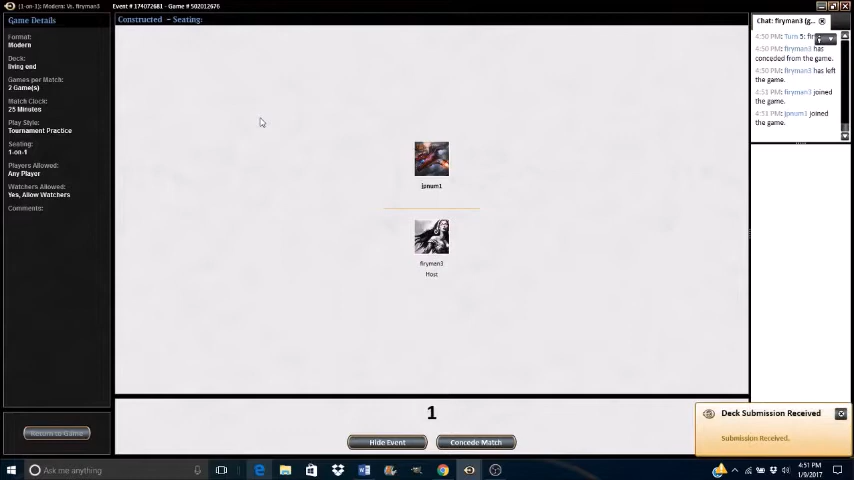 (1-on-1): Modern: Vs. firyman3
Event # 174072681 - Game # 502012676
Game Details
Constructed - Seating:
Chat: firyman3 (g...
Format:
Modern
Deck:
living end
Games per Match:
2 Game(s)
Match Clock:
25 Minutes
Play Style:
Tournament Practice
Seating:
1-on-1
Players Allowed:
Any Player
Watchers Allowed:
Yes, Allow Watchers
Comments:
jpnum1
firyman3
Host
4:50 PM: Turn 5:
4:50 PM: firyman3 has
conceded from the game.
4:50 PM: firyman3 has left
the game.
4:51 PM: firyman3 joined
the game.
4:51 PM: jpnum1 joined
the game.
Return to Game
1
Hide Event
Concede Match
Deck Submission Received
Submission Received.
Ask me anything
4:51 PM
1/9/2017